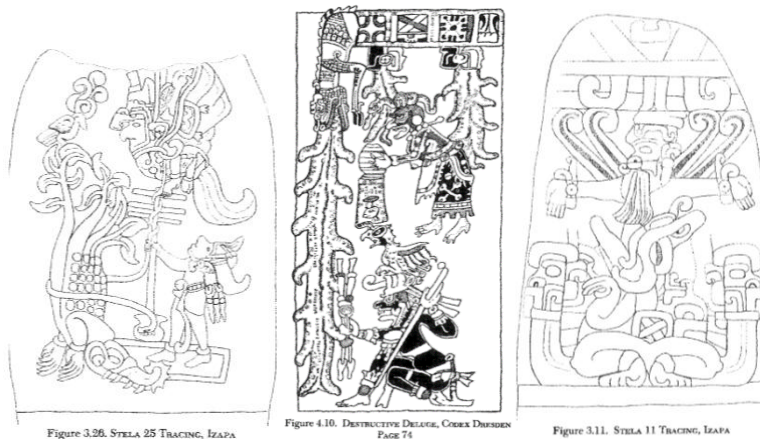 Figure 3.26. STELA 25 TRACING, IZAPA
Figure 4.10. DESTRUCTIVE DELUGE, CODEX DRESDEN
PAGE 74
Figure 3.11. STELA 11 TRACING, IZAPA